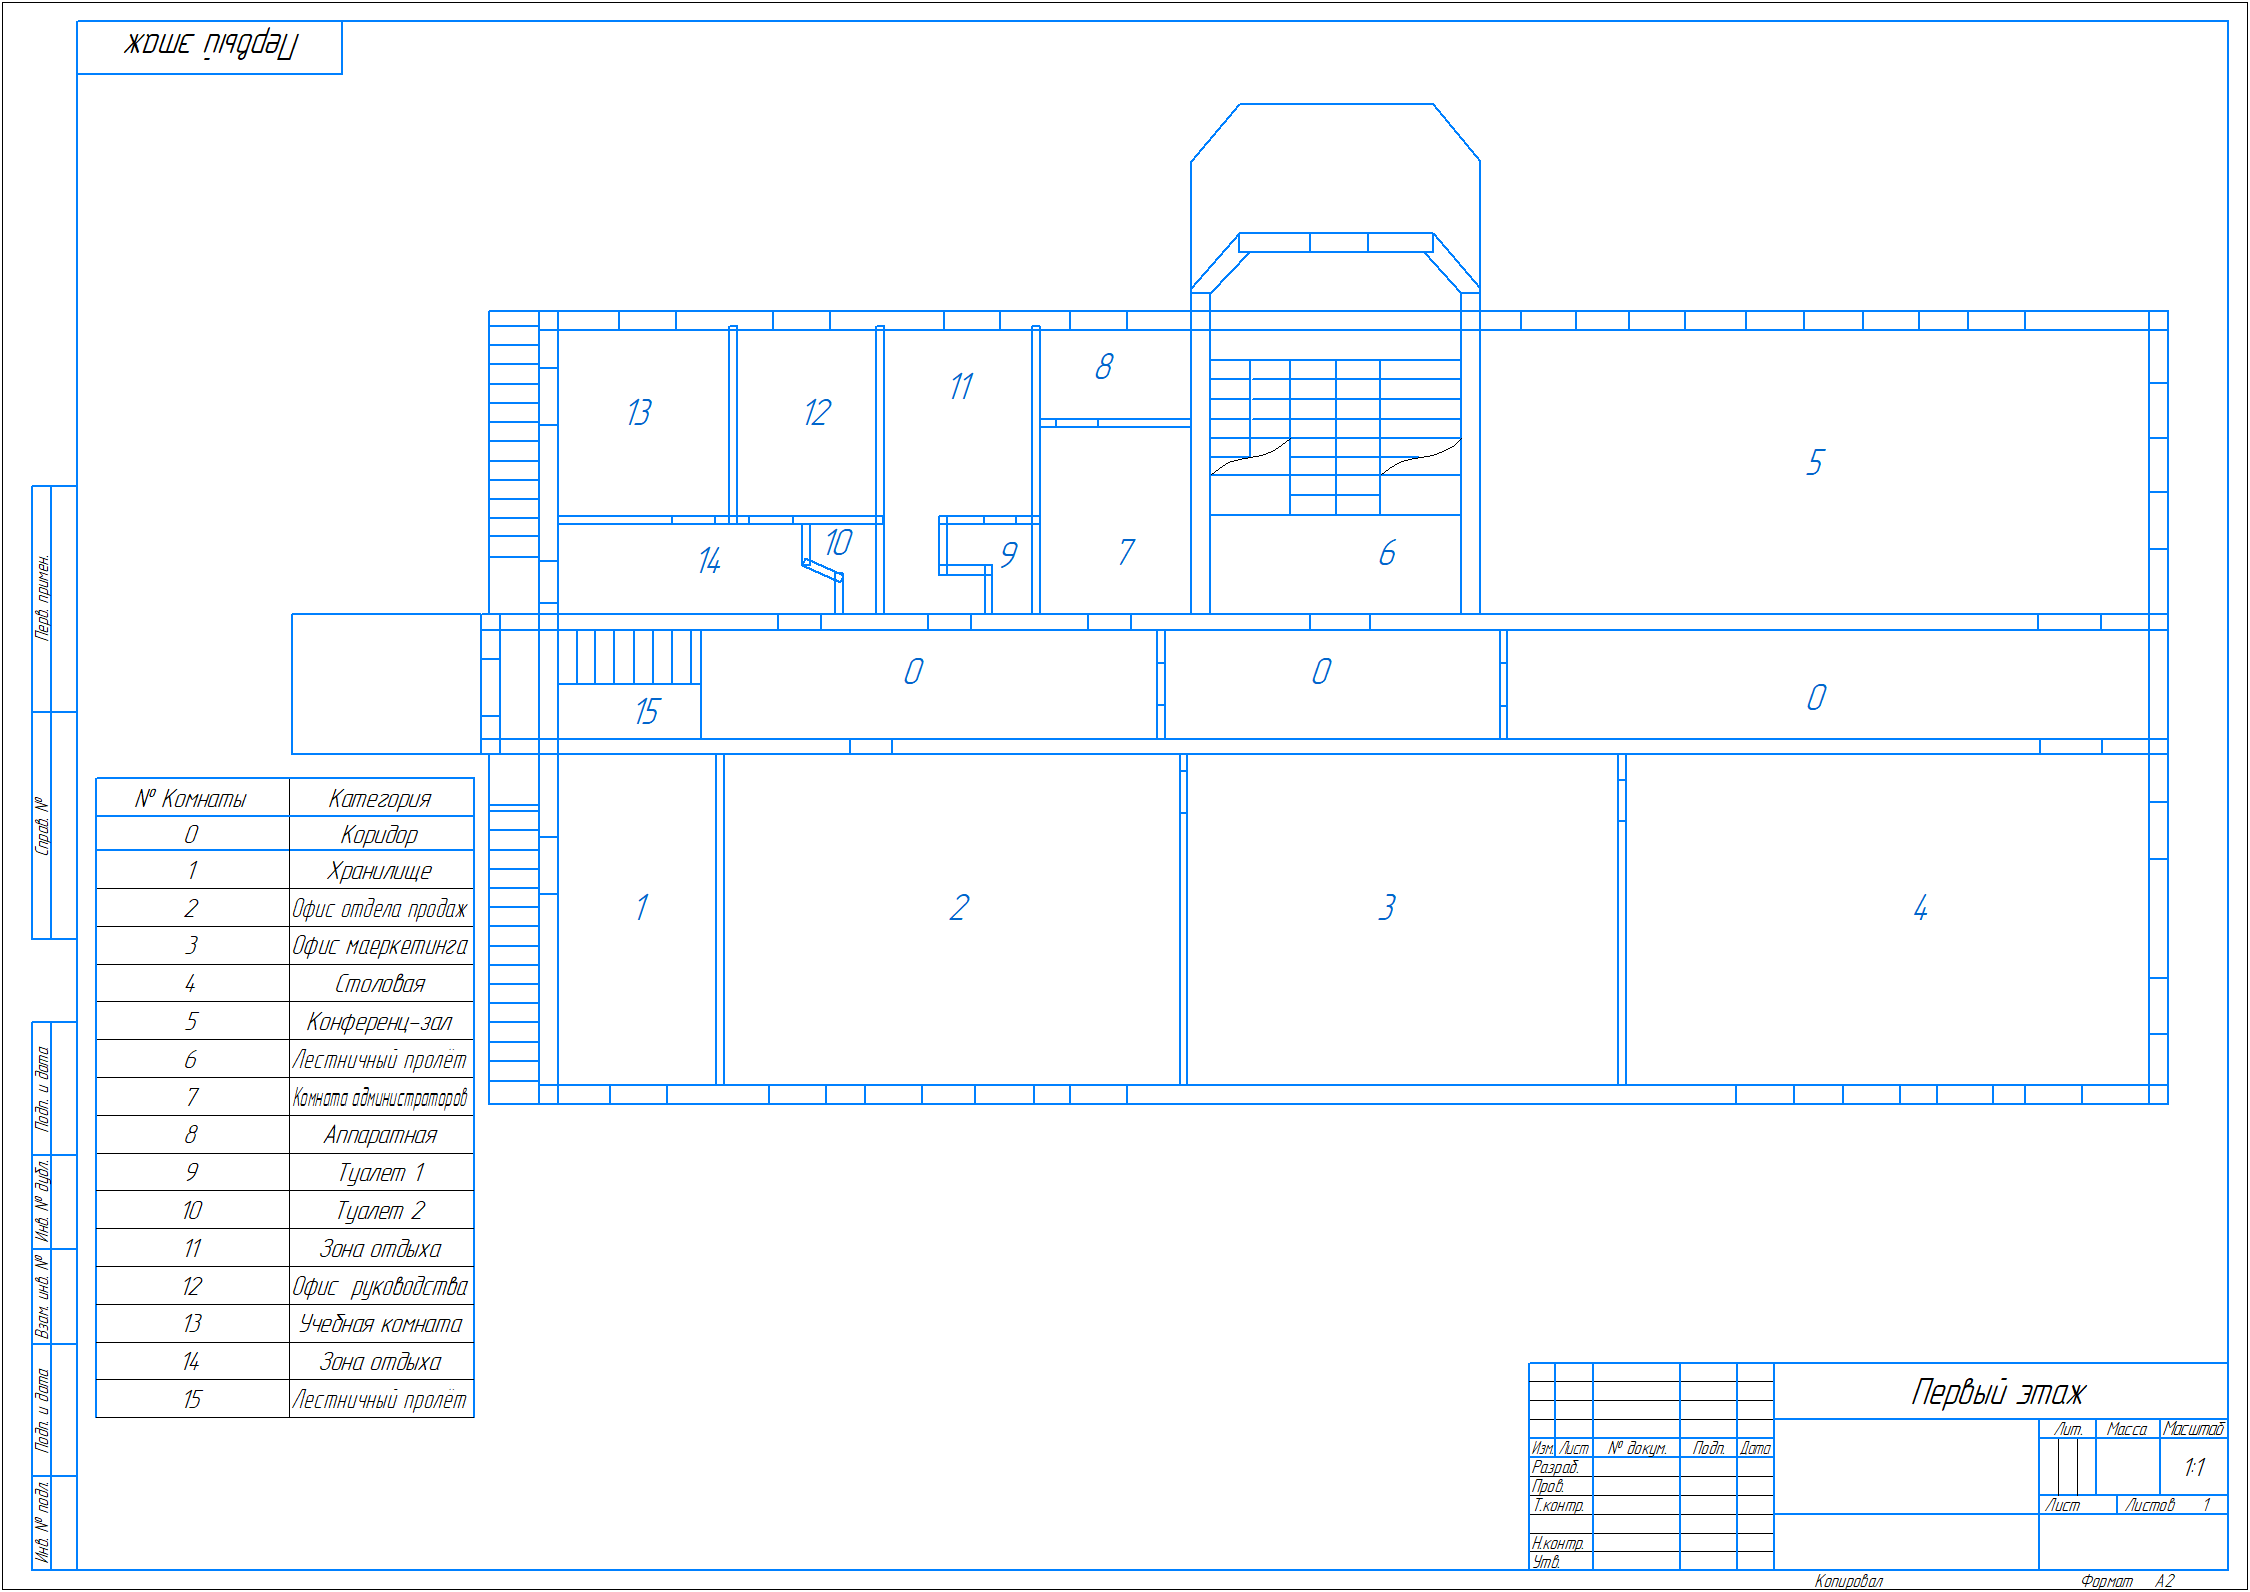 Первый этаж
13
12
11
8
5
14
10
9
7
6
0
0
0
15
1
2
3
4
№ Комнаты Категория
0 Коридор
1 Хранилище
2 Офис отдела продаж
3 Офис маеркетинга
4 Столовая
5 Конференц-зал
6 Лестничный пролёт
7 Комната администраторов
8 Аппаратная
9 Туалет 1
10 Туалет 2
11 Зона отдыха
12 Офис руководства
13 Учебная комната
14 Зона отдыха
15 Лестничный пролёт
Перв. примен.
Справ. №
Подп. и дата
Инв. № дубл.
Взам. инв. №
Подп. и дата
Инв. № подл.
Первый этаж
Лит. Масса Масштаб
1:1
Лист Листов 1
Изм. Лист № докум. Подп. Дата
Разраб.
Пров.
Т.контр.
Н.контр.
Утв.
Копировал Формат А2